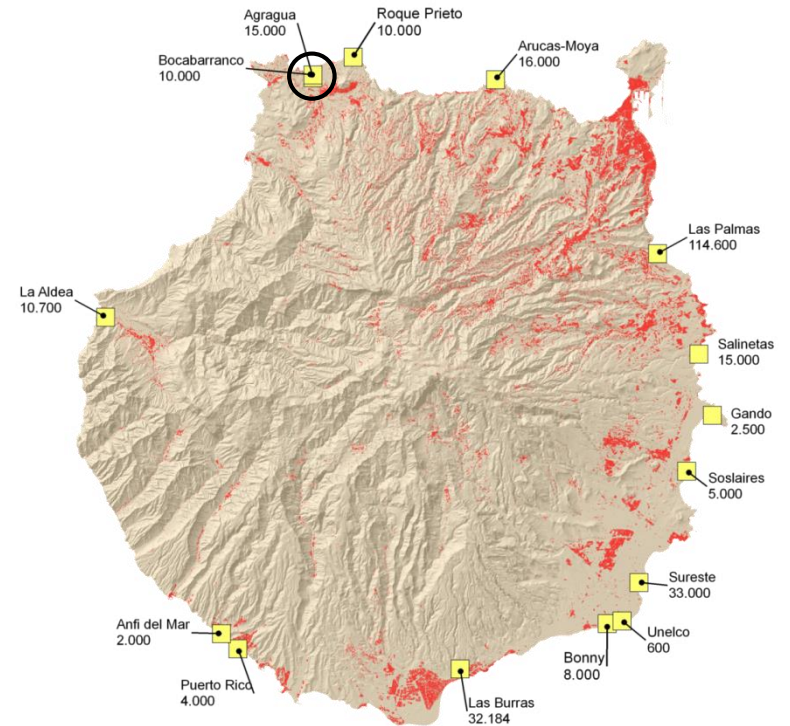 Agragua
15.000
Roque Prieto
10.000
Bocabarranco
10.000
Arucas-Moya
16.000
Las Palmas
114.600
La Aldea
10.700
Salinetas
15.000
Gando
2.500
Soslaires
5.000
Sureste
33.000
Anfi del Mar
2.000
Unelco
600
Bonny
8.000
Puerto Rico
4.000
Las Burras
32.184